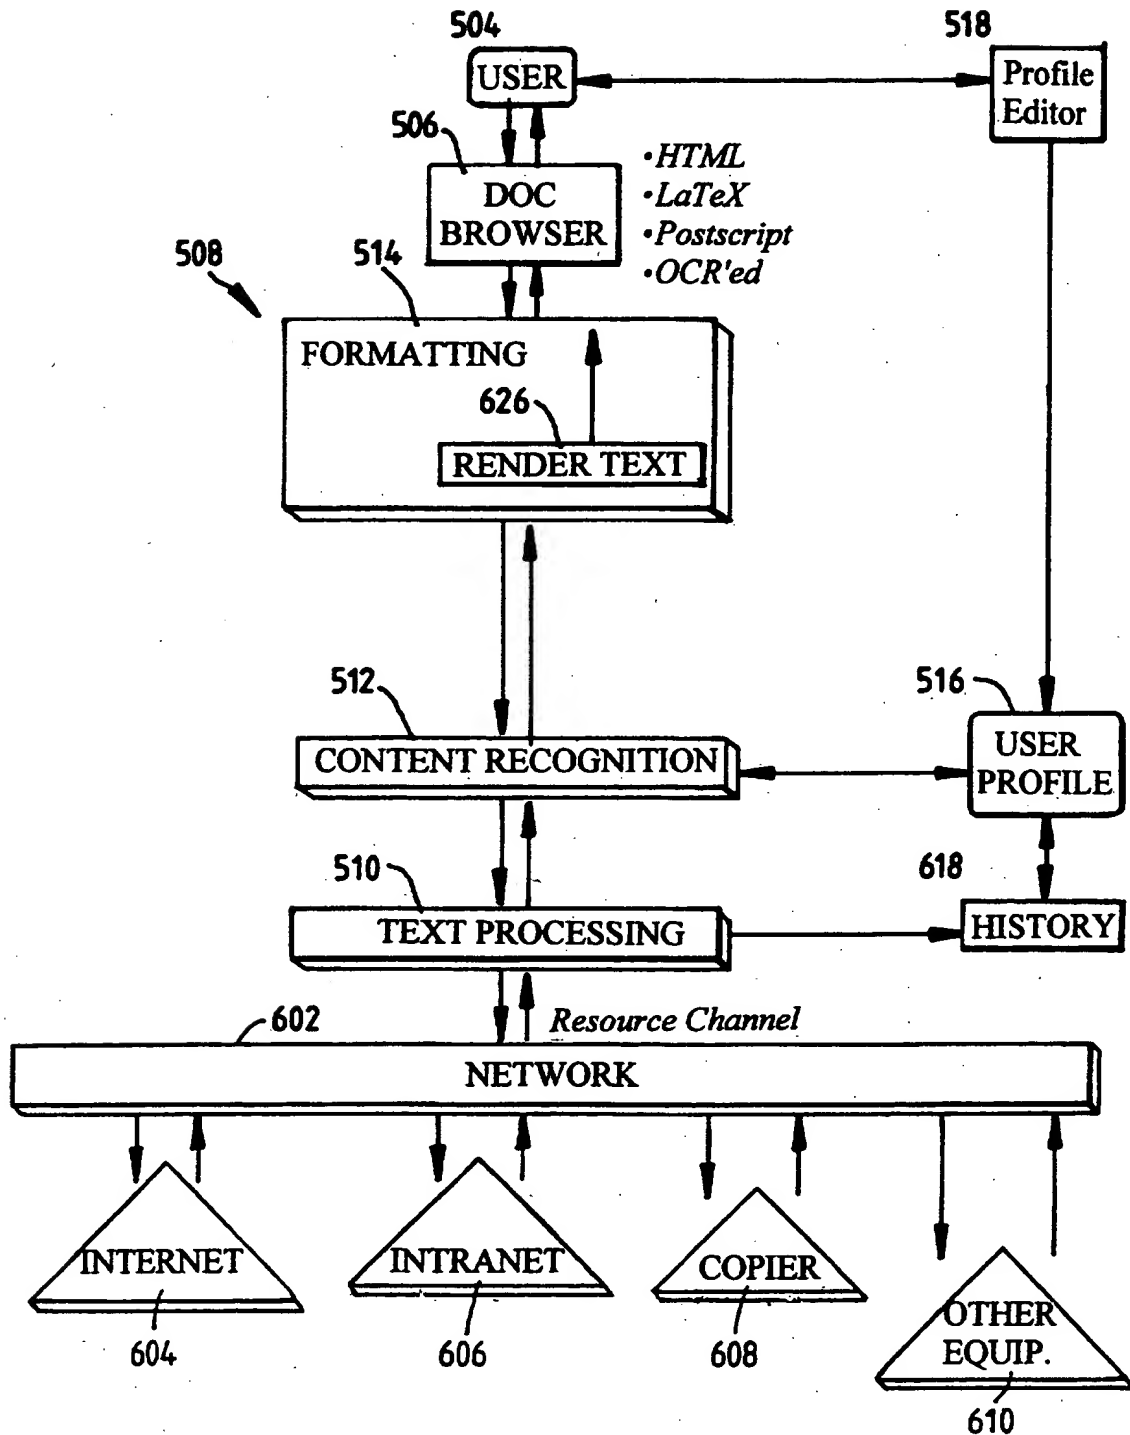 504
518
USER
Profile
Editor
506
•HTML
DOC
•LaTeX
BROWSER
•Postscript
•OCR'ed
508
514
FORMATTING
626
RENDER TEXT
512
516
CONTENT RECOGNITION
USER
PROFILE
510
618
TEXT PROCESSING
HISTORY
602
Resource Channel
NETWORK
INTERNET
INTRANET
COPIER
OTHER
EQUIP.
604
606
608
610